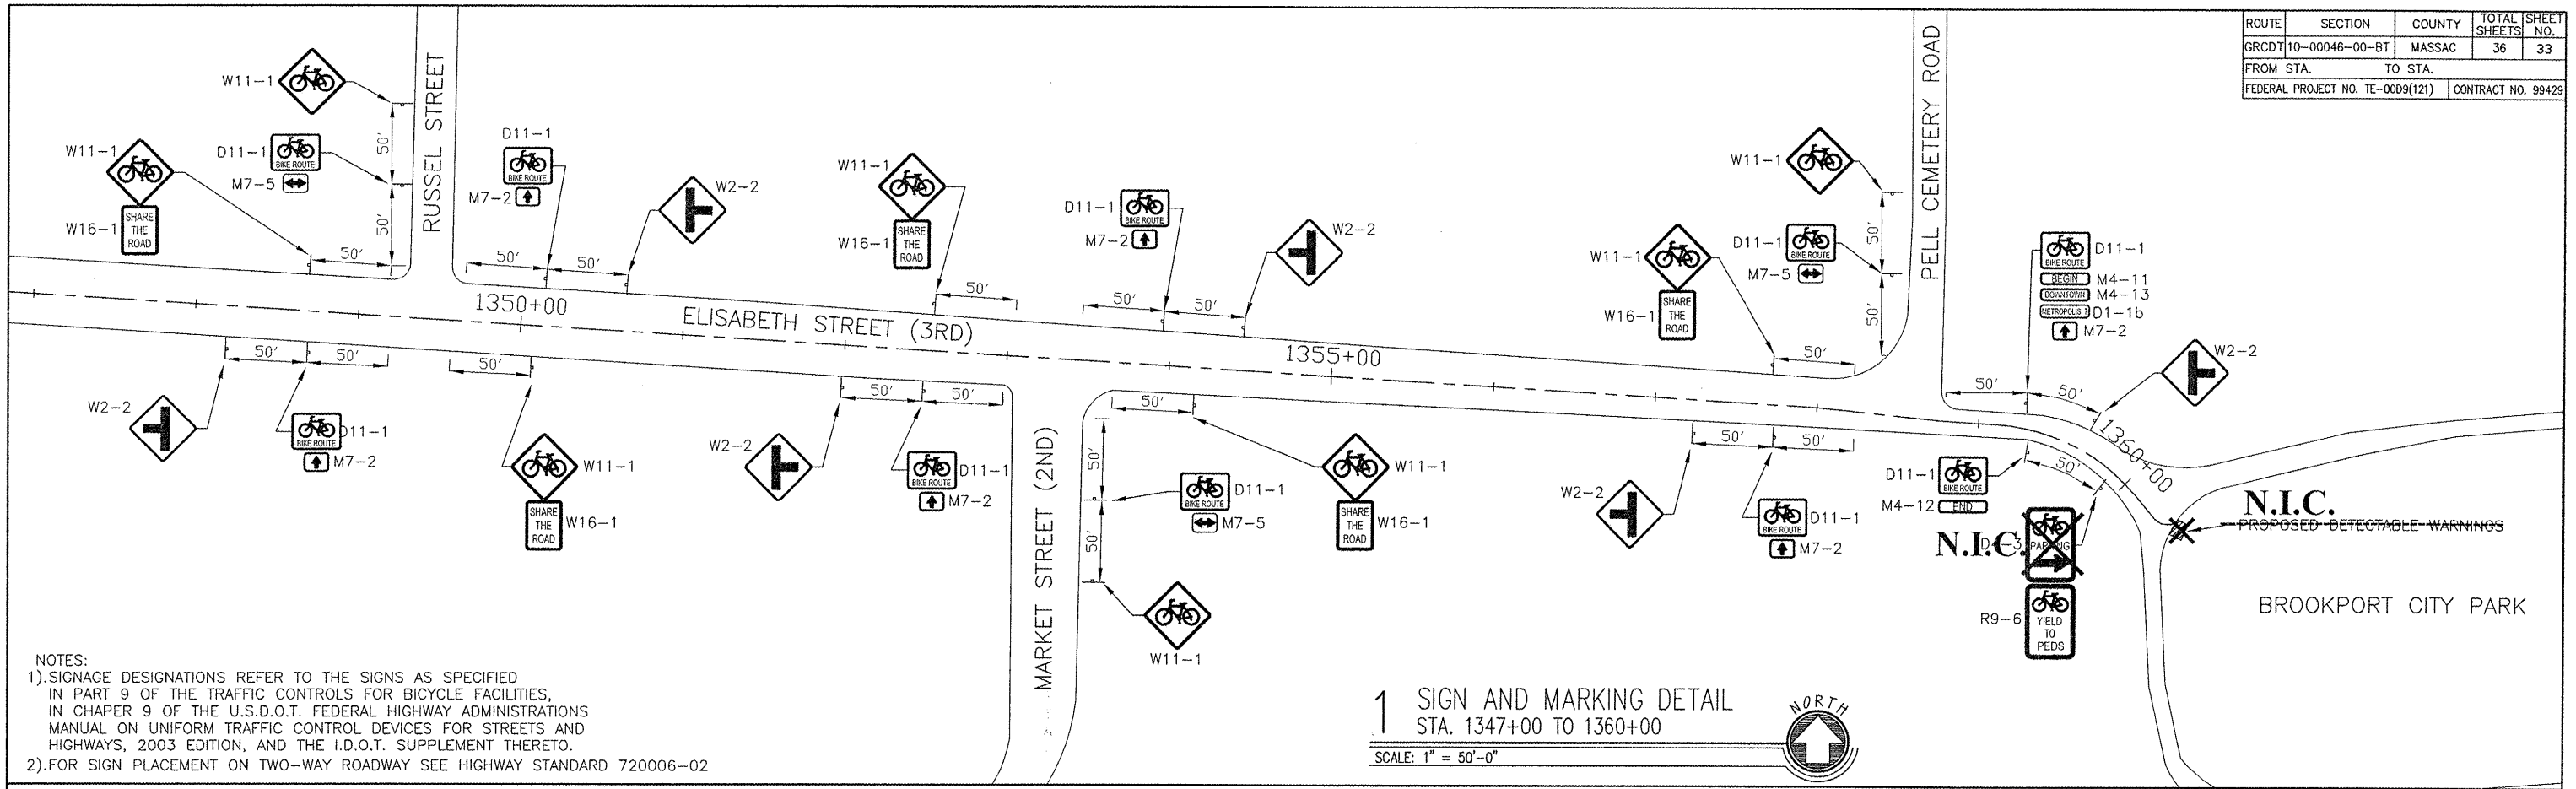 ROUTE SECTION COUNTY TOTAL SHEETS SHEET NO.
GRCDT 10-00046-00-BT MASSAC 36 33
FROM STA. TO STA.
FEDERAL PROJECT NO. TE-00D9(121) CONTRACT NO. 99429
RUSSEL STREET
PELL CEMETERY ROAD
W11-1
50'
W11-1
D11-1
BIKE ROUTE
M7-5
50'
W16-1
SHARE
THE
ROAD
50'
D11-1
BIKE ROUTE
M7-2
W2-2
50'
50'
W11-1
W16-1
SHARE
THE
ROAD
50'
D11-1
BIKE ROUTE
M7-2
W2-2
50'
50'
W11-1
50'
W11-1
D11-1
BIKE ROUTE
M7-5
50'
W16-1
SHARE
THE
ROAD
50'
BIKE ROUTE
D11-1
BEGIN
M4-11
DOWNTOWN
M4-13
METROPOLIS
D1-1b
M7-2
W2-2
50'
50'
1350+00
ELISABETH STREET (3RD)
1355+00
1360+00
50'
50'
W2-2
D11-1
BIKE ROUTE
M7-2
50'
W11-1
SHARE
THE
ROAD
W16-1
50'
50'
W2-2
D11-1
BIKE ROUTE
M7-2
MARKET STREET (2ND)
50'
50'
50'
D11-1
BIKE ROUTE
M7-5
W11-1
W11-1
SHARE
THE
ROAD
W16-1
50'
50'
W2-2
D11-1
BIKE ROUTE
M7-2
50'
D11-1
BIKE ROUTE
M4-12
END
N.I.C.
PARKING
R9-6
YIELD
TO
PEDS
N.I.C.
PROPOSED DETECTABLE WARNINGS
BROOKPORT CITY PARK
NOTES:
1).SIGNAGE DESIGNATIONS REFER TO THE SIGNS AS SPECIFIED
IN PART 9 OF THE TRAFFIC CONTROLS FOR BICYCLE FACILITIES,
IN CHAPER 9 OF THE U.S.D.O.T. FEDERAL HIGHWAY ADMINISTRATIONS
MANUAL ON UNIFORM TRAFFIC CONTROL DEVICES FOR STREETS AND
HIGHWAYS, 2003 EDITION, AND THE I.D.O.T. SUPPLEMENT THERETO.
2).FOR SIGN PLACEMENT ON TWO-WAY ROADWAY SEE HIGHWAY STANDARD 720006-02
1 SIGN AND MARKING DETAIL
STA. 1347+00 TO 1360+00
SCALE: 1" = 50'-0"
NORTH